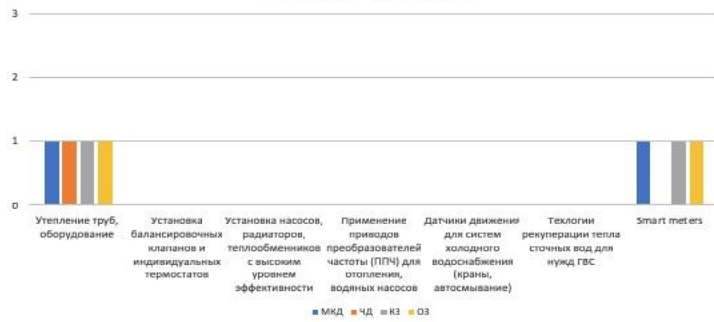 3
2
1
0
Утепление труб, оборудование
Установка балансировочных клапанов и индивидуальных термостатов
Установка насосов, радиаторов, теплообменников с высоким уровнем эффективности
Применение приводов преобразователей частоты (ППЧ) для отопления, водяных насосов
Датчики движения для систем холодного водоснабжения (краны, автосмывание)
Техлогии рекуперации тепла сточных вод для нужд ГВС
Smart meters
МКД ЧД КЗ ОЗ